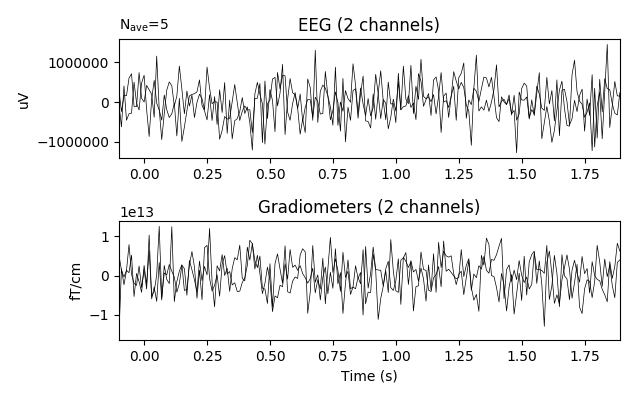 N_ave=5
EEG (2 channels)
1000000
0
−1000000
uV
0.00 0.25 0.50 0.75 1.00 1.25 1.50 1.75
1e13
Gradiometers (2 channels)
1
0
−1
fT/cm
0.00 0.25 0.50 0.75 1.00 1.25 1.50 1.75
Time (s)